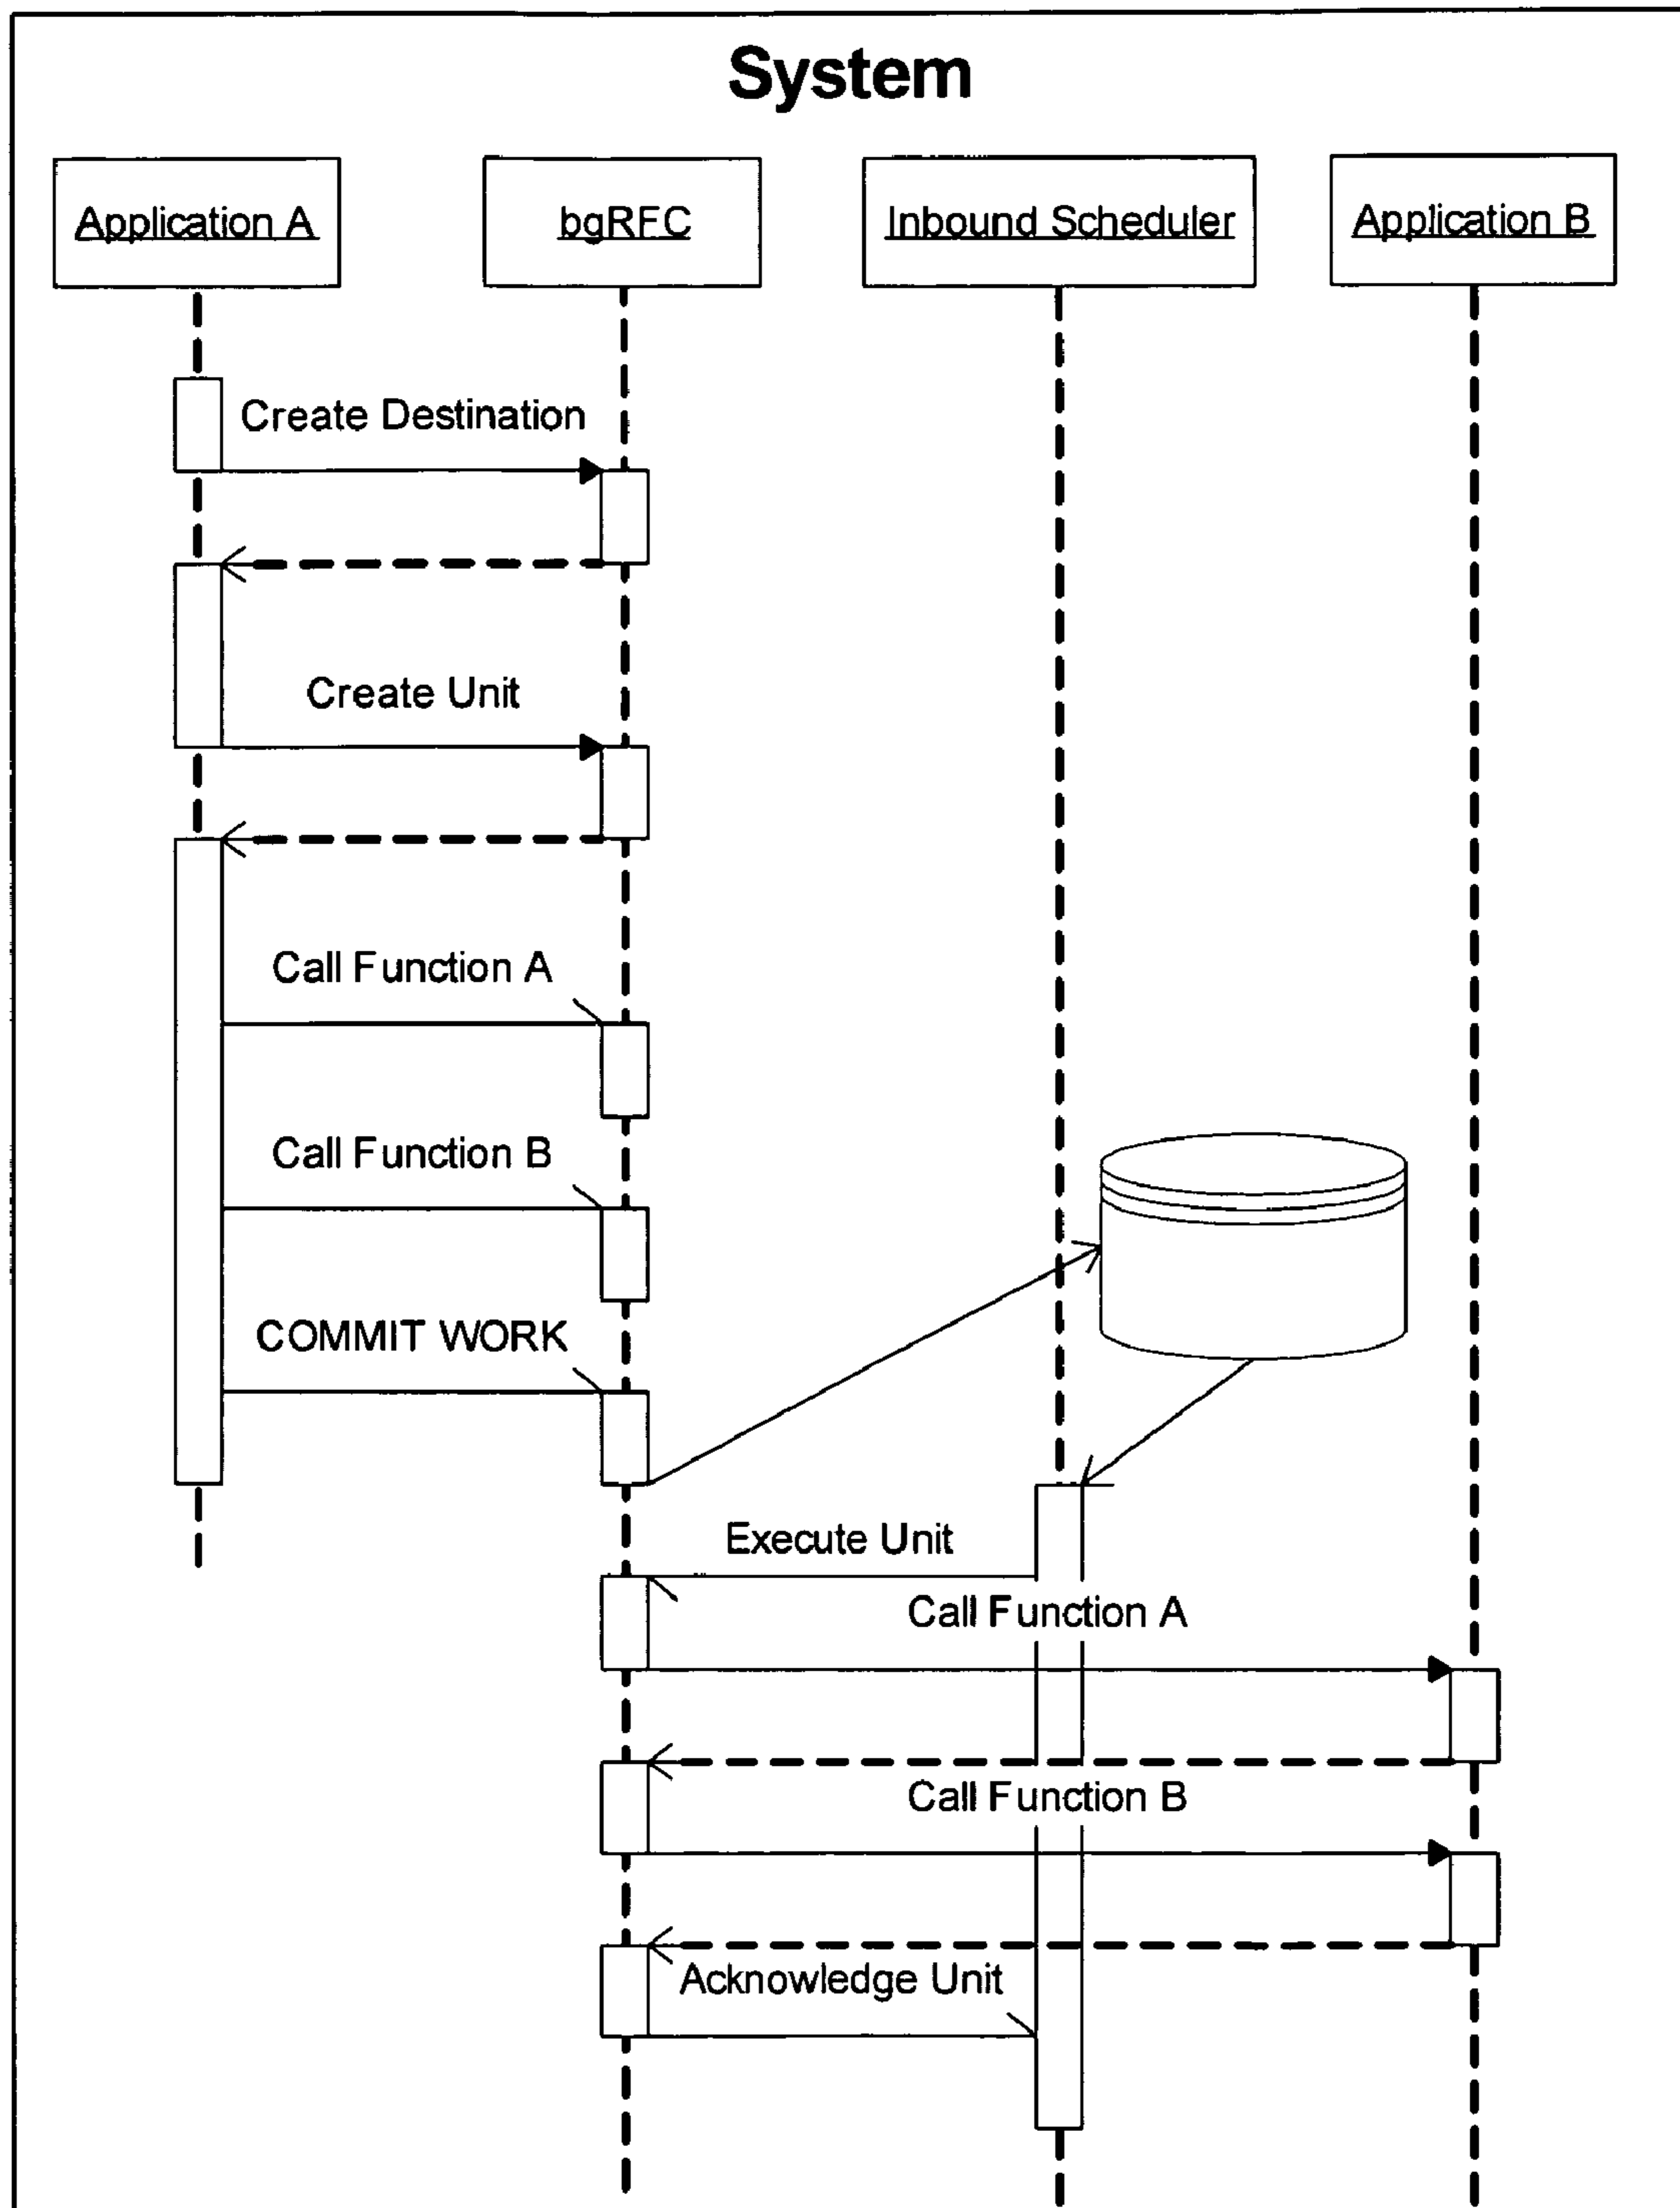 System
Application A
bgRFC
Inbound Scheduler
Application B
Create Destination
Create Unit
Call Function A
Call Function B
COMMIT WORK
Execute Unit
Call Function A
Call Function B
Acknowledge Unit